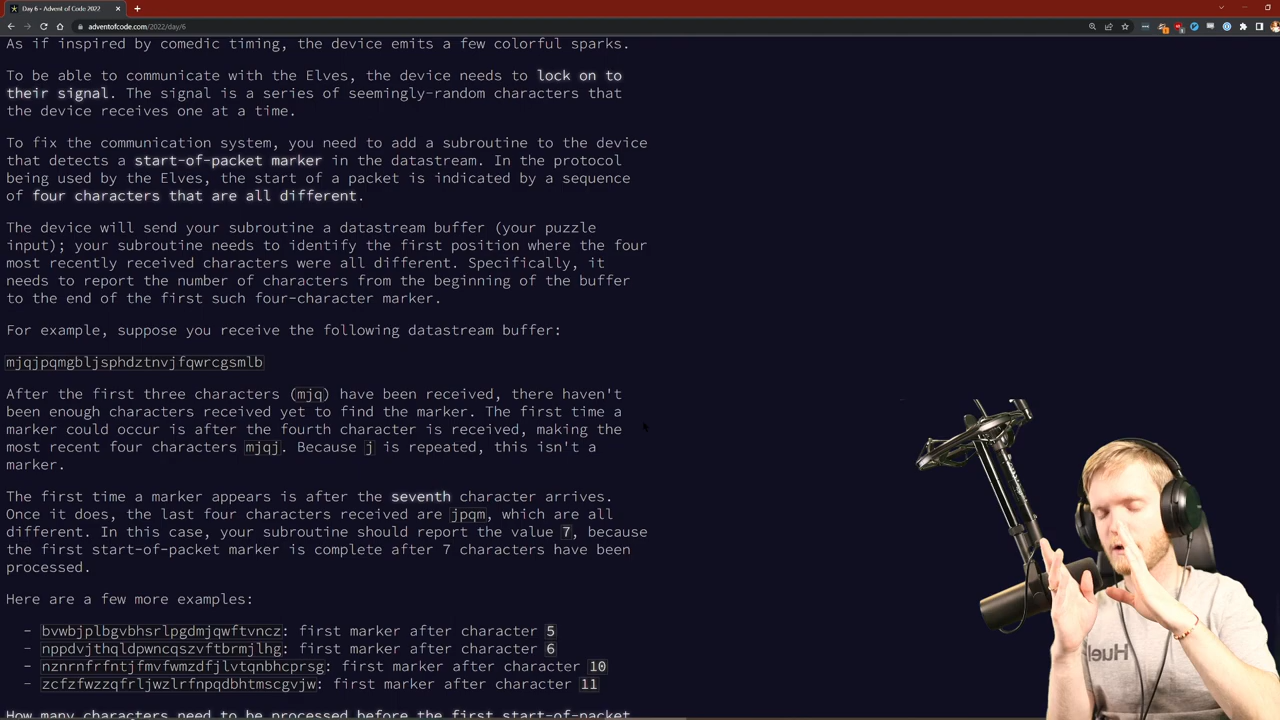 Day 6 - Advent of Code 2022
adventofcode.com/2022/day/6
As if inspired by comedic timing, the device emits a few colorful sparks.
To be able to communicate with the Elves, the device needs to lock on to
their signal. The signal is a series of seemingly-random characters that
the device receives one at a time.
To fix the communication system, you need to add a subroutine to the device
that detects a start-of-packet marker in the datastream. In the protocol
being used by the Elves, the start of a packet is indicated by a sequence
of four characters that are all different.
The device will send your subroutine a datastream buffer (your puzzle
input); your subroutine needs to identify the first position where the four
most recently received characters were all different. Specifically, it
needs to report the number of characters from the beginning of the buffer
to the end of the first such four-character marker.
For example, suppose you receive the following datastream buffer:
mjqjpqmgbljsphdztnvjfqwrcgsmlb
After the first three characters (mjq) have been received, there haven't
been enough characters received yet to find the marker. The first time a
marker could occur is after the fourth character is received, making the
most recent four characters mjqj. Because j is repeated, this isn't a
marker.
The first time a marker appears is after the seventh character arrives.
Once it does, the last four characters received are jpqm, which are all
different. In this case, your subroutine should report the value 7, because
the first start-of-packet marker is complete after 7 characters have been
processed.
Here are a few more examples:
- bvwbjplbgvbhsrlpgdmjqwftvncz: first marker after character 5
- nppdvjthqldpwncqszvftbrmjlhg: first marker after character 6
- nznrnfrfntjfmvfwmzdfjlvtqnbhcprsg: first marker after character 10
- zcfzfwzzqfrljwzlrfnpqdbhtmscgvjw: first marker after character 11
How many characters need to be processed before the first start-of-packet
Huel